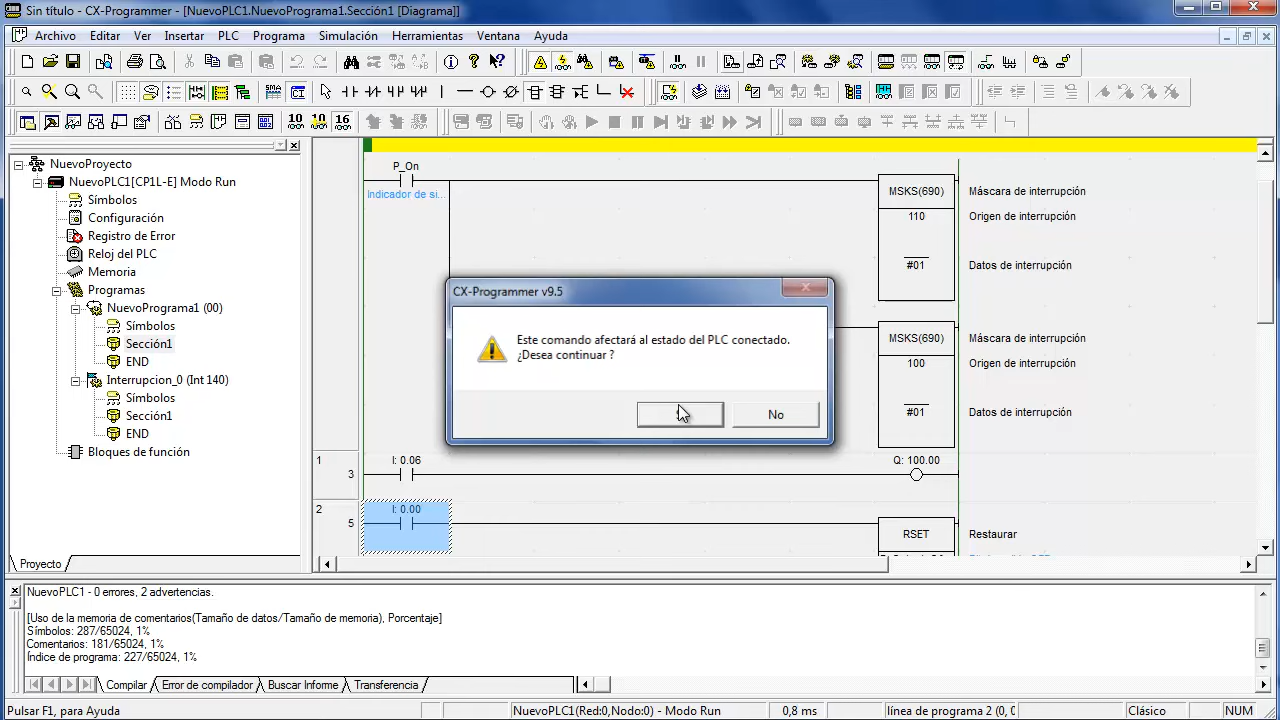 Sin título - CX-Programmer - [NuevoPLC1.NuevoPrograma1.Sección1 [Diagrama]]
Archivo Editar Ver Insertar PLC Programa Simulación Herramientas Ventana Ayuda
10 10 16
NuevoProyecto
NuevoPLC1[CP1L-E] Modo Run
Símbolos
Configuración
Registro de Error
Reloj del PLC
Memoria
Programas
NuevoPrograma1 (00)
Símbolos
Sección1
END
Interrupcion_0 (Int 140)
Símbolos
Sección1
END
Bloques de función
Proyecto
P_On
Indicador de si...
MSKS(690) Máscara de interrupción
110 Origen de interrupción
#01 Datos de interrupción
MSKS(690) Máscara de interrupción
100 Origen de interrupción
#01 Datos de interrupción
1 I: 0.06 Q: 100.00
3
2 I: 0.00
5
RSET Restaurar
CX-Programmer v9.5
Este comando afectará al estado del PLC conectado.
¿Desea continuar ?
No
NuevoPLC1 - 0 errores, 2 advertencias.
[Uso de la memoria de comentarios(Tamaño de datos/Tamaño de memoria), Porcentaje]
Símbolos: 287/65024, 1%
Comentarios: 181/65024, 1%
Índice de programa: 227/65024, 1%
Compilar Error de compilador Buscar Informe Transferencia
Pulsar F1, para Ayuda NuevoPLC1(Red:0,Nodo:0) - Modo Run 0,8 ms línea de programa 2 (0, Clásico NUM